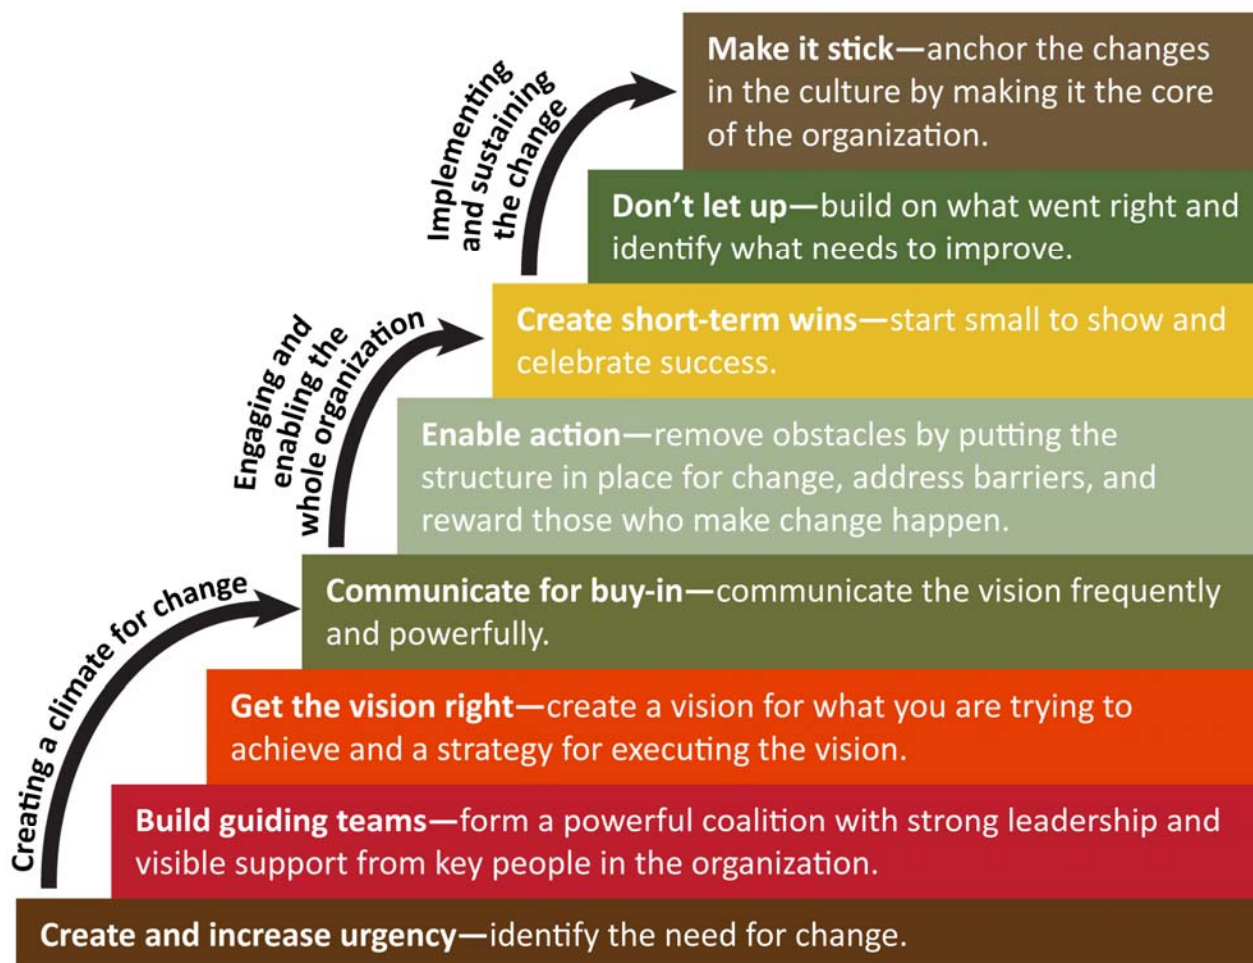 Make it stick—anchor the changes
in the culture by making it the core
of the organization.
Implementing
and sustaining
the change
Don’t let up—build on what went right and
identify what needs to improve.
Create short-term wins—start small to show and
celebrate success.
Engaging and
enabling the
whole organization
Enable action—remove obstacles by putting the
structure in place for change, address barriers, and
reward those who make change happen.
Communicate for buy-in—communicate the vision frequently
and powerfully.
Creating a climate for change
Get the vision right—create a vision for what you are trying to
achieve and a strategy for executing the vision.
Build guiding teams—form a powerful coalition with strong leadership and
visible support from key people in the organization.
Create and increase urgency—identify the need for change.